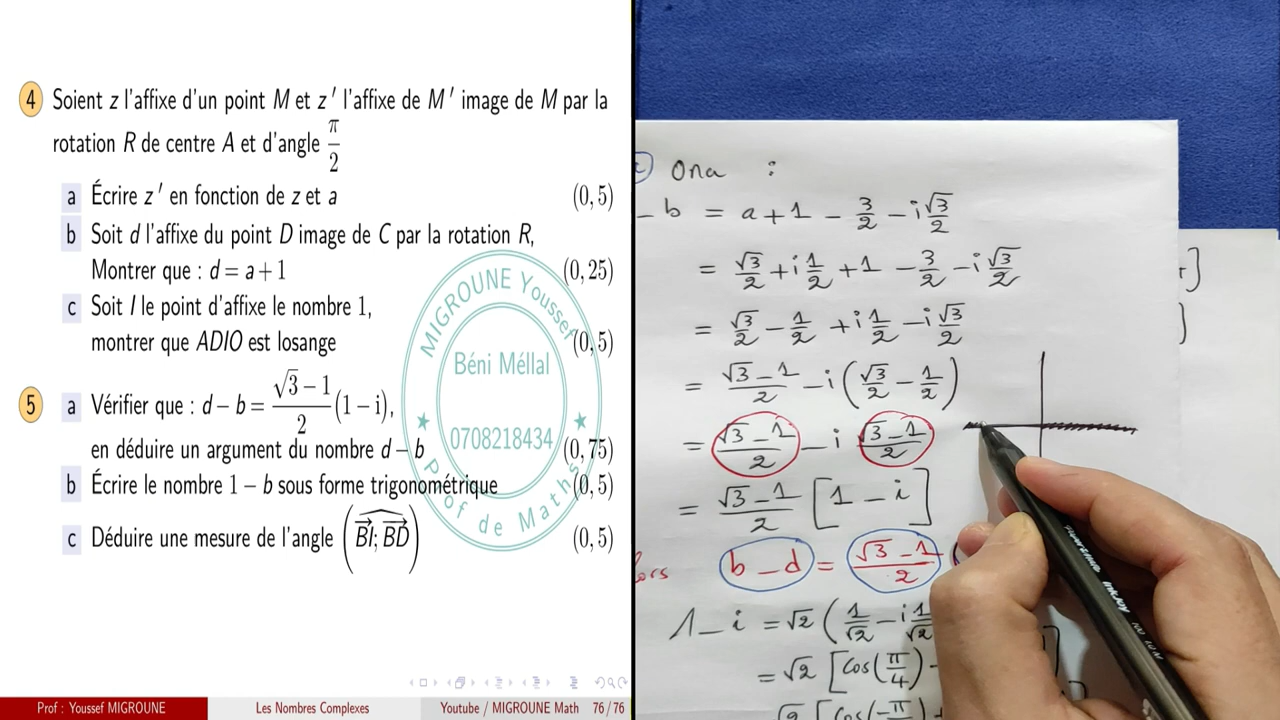 4 Soient z l'affixe d'un point M et z' l'affixe de M' image de M par la
rotation R de centre A et d'angle π/2
a Écrire z' en fonction de z et a (0,5)
b Soit d l'affixe du point D image de C par la rotation R,
Montrer que : d = a + 1 (0,25)
c Soit I le point d'affixe le nombre 1,
montrer que ADIO est losange (0,5)
5 a Vérifier que : d − b = (√3 − 1)/2 (1 − i),
en déduire un argument du nombre d − b (0,75)
b Écrire le nombre 1 − b sous forme trigonométrique (0,5)
c Déduire une mesure de l'angle (BI; BD) (0,5)
MIGROUNE Youssef
Béni Méllal
0708218434
Prof de Maths
Prof : Youssef MIGROUNE Les Nombres Complexes Youtube / MIGROUNE Math 76/76
Ona :
_ b = a + 1 − 3/2 − i √3/2
= √3/2 + i 1/2 + 1 − 3/2 − i √3/2
= √3/2 − 1/2 + i 1/2 − i √3/2
= (√3 − 1)/2 − i (√3/2 − 1/2)
= (√3 − 1)/2 − i (√3 − 1)/2
= (√3 − 1)/2 [1 − i]
lors b _ d = (√3 − 1)/2
1 _ i = √2 (1/√2 − i 1/√2
= √2 [Cos(π/4)
√2 [Cos(−π